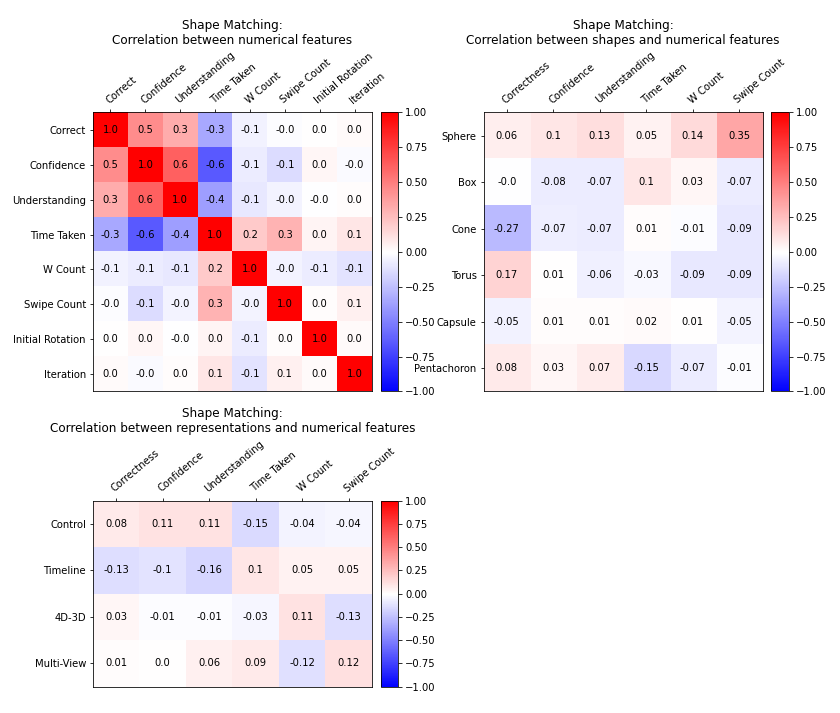 Shape Matching:
Correlation between numerical features
Correct Confidence Understanding Time Taken W Count Swipe Count Initial Rotation Iteration
Correct 1.0 0.5 0.3 -0.3 -0.1 -0.0 0.0 0.0
Confidence 0.5 1.0 0.6 -0.6 -0.1 -0.1 0.0 -0.0
Understanding 0.3 0.6 1.0 -0.4 -0.1 -0.0 -0.0 0.0
Time Taken -0.3 -0.6 -0.4 1.0 0.2 0.3 0.0 0.1
W Count -0.1 -0.1 -0.1 0.2 1.0 -0.0 -0.1 -0.1
Swipe Count -0.0 -0.1 -0.0 0.3 -0.0 1.0 0.0 0.1
Initial Rotation 0.0 0.0 -0.0 0.0 -0.1 0.0 1.0 0.0
Iteration 0.0 -0.0 0.0 0.1 -0.1 0.1 0.0 1.0
1.00
0.75
0.50
0.25
0.00
−0.25
−0.50
−0.75
−1.00
Shape Matching:
Correlation between shapes and numerical features
Correctness Confidence Understanding Time Taken W Count Swipe Count
Sphere 0.06 0.1 0.13 0.05 0.14 0.35
Box -0.0 -0.08 -0.07 0.1 0.03 -0.07
Cone -0.27 -0.07 -0.07 0.01 -0.01 -0.09
Torus 0.17 0.01 -0.06 -0.03 -0.09 -0.09
Capsule -0.05 0.01 0.01 0.02 0.01 -0.05
Pentachoron 0.08 0.03 0.07 -0.15 -0.07 -0.01
1.00
0.75
0.50
0.25
0.00
−0.25
−0.50
−0.75
−1.00
Shape Matching:
Correlation between representations and numerical features
Correctness Confidence Understanding Time Taken W Count Swipe Count
Control 0.08 0.11 0.11 -0.15 -0.04 -0.04
Timeline -0.13 -0.1 -0.16 0.1 0.05 0.05
4D-3D 0.03 -0.01 -0.01 -0.03 0.11 -0.13
Multi-View 0.01 0.0 0.06 0.09 -0.12 0.12
1.00
0.75
0.50
0.25
0.00
−0.25
−0.50
−0.75
−1.00